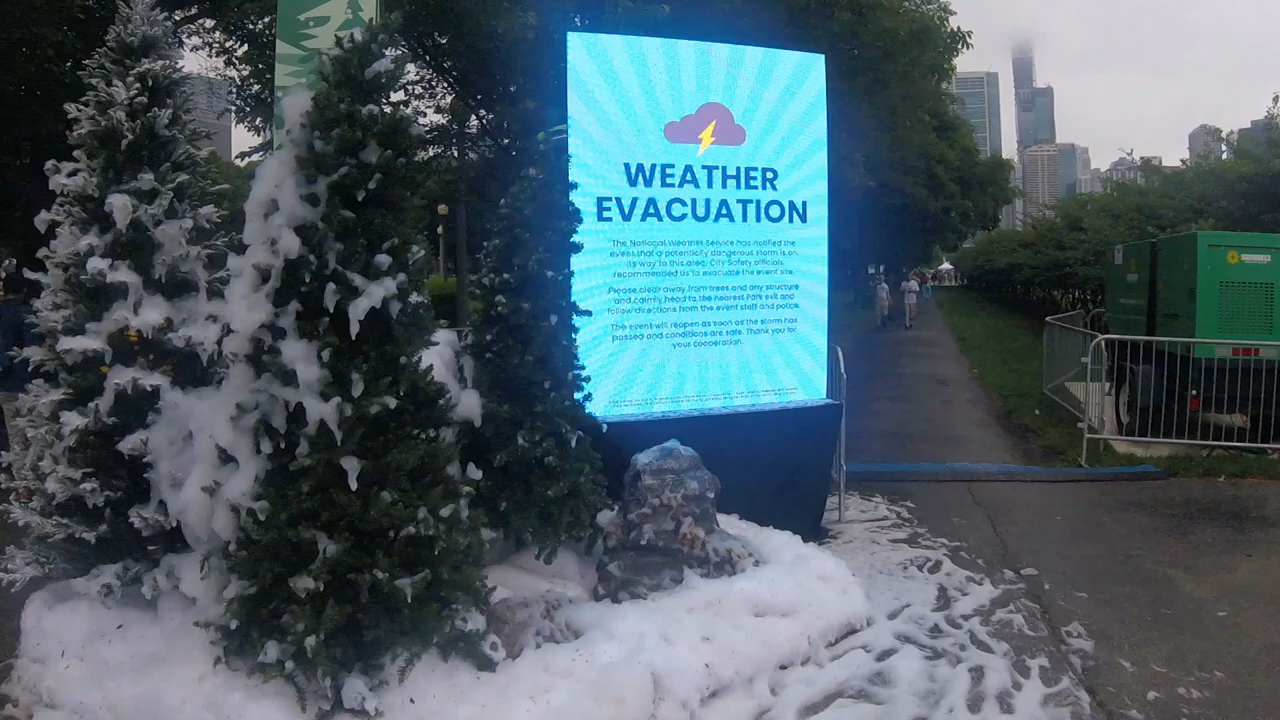 WEATHER
EVACUATION
The National Weather Service has notified the
event that a potentially dangerous storm is on
its way to this area. City Safety officials
recommended us to evacuate the event site.
Please clear away from trees and any structure
and calmly head to the nearest Park exit and
follow directions from the event staff and police.
The event will reopen as soon as the storm has
passed and conditions are safe. Thank you for
your cooperation.
SUNBELT